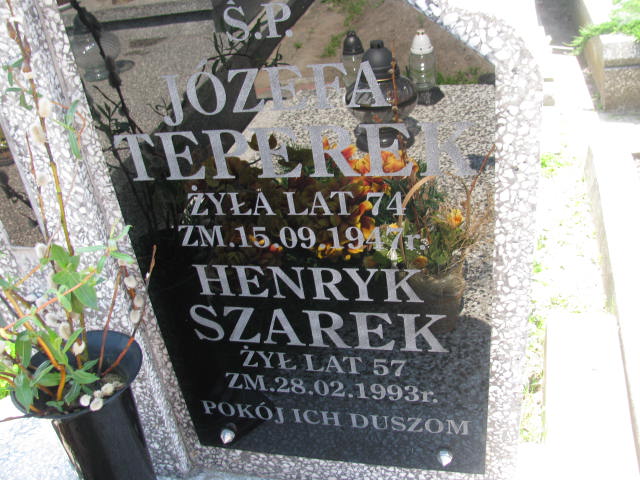 Ś.P.
JÓZEFA
TEPEREK
ŻYŁA LAT 74
ZM.15.09.1947r.
HENRYK
SZAREK
ŻYŁ LAT 57
ZM.28.02.1993r.
POKÓJ ICH DUSZOM